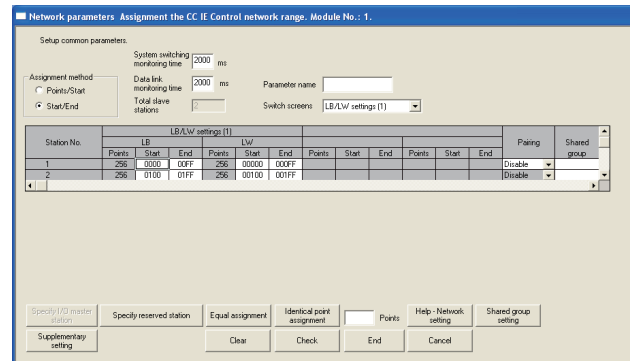 Network parameters Assignment the CC IE Control network range. Module No.: 1.
Setup common parameters.
System switching monitoring time 2000 ms
Assignment method
Points/Start
Start/End
Data link monitoring time 2000 ms
Parameter name
Total slave stations 2
Switch screens LB/LW settings (1)
Station No. LB/LW settings (1) Pairing Shared group
LB LW
Points Start End Points Start End Points Start End Points Start End
1 256 0000 00FF 256 00000 000FF Disable
2 256 0100 01FF 256 00100 001FF Disable
Specify I/O master station
Specify reserved station
Equal assignment
Identical point assignment
Points
Help - Network setting
Shared group setting
Supplementary setting
Clear
Check
End
Cancel